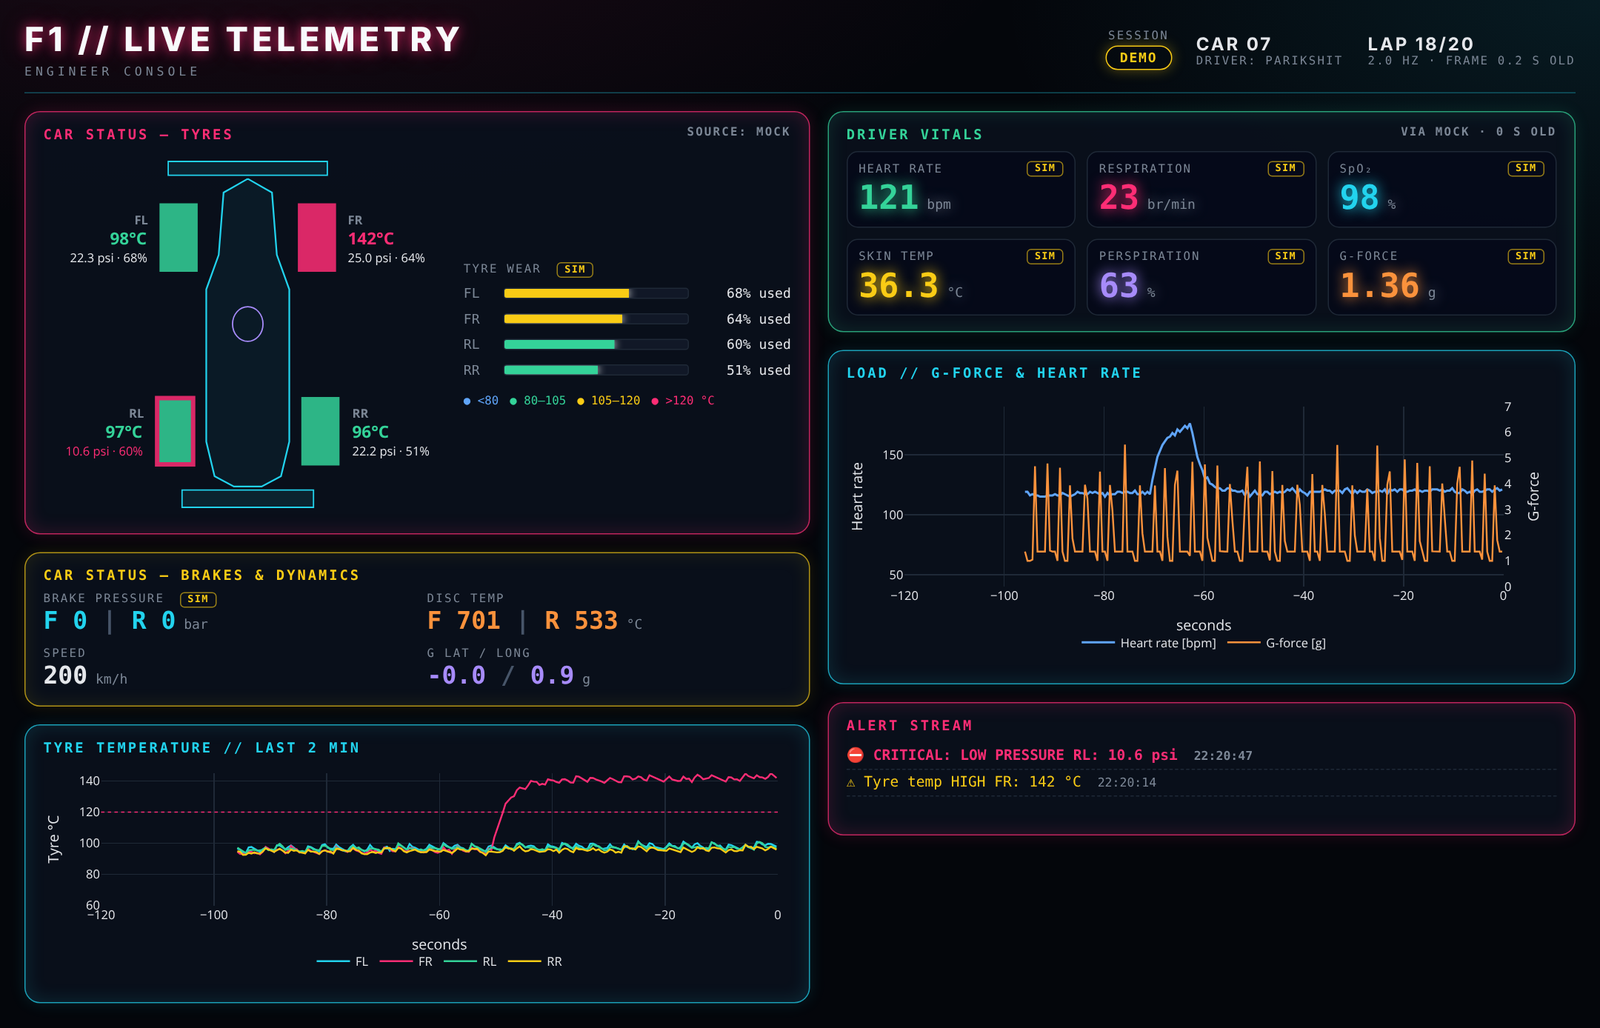 F1 // LIVE TELEMETRY
ENGINEER CONSOLE
SESSION
DEMO
CAR 07
DRIVER: PARIKSHIT
LAP 18/20
2.0 HZ · FRAME 0.2 S OLD
CAR STATUS — TYRES
SOURCE: MOCK
FL
98°C
22.3 psi · 68%
FR
142°C
25.0 psi · 64%
RL
97°C
10.6 psi · 60%
RR
96°C
22.2 psi · 51%
TYRE WEAR SIM
FL 68% used
FR 64% used
RL 60% used
RR 51% used
● <80 ● 80–105 ● 105–120 ● >120 °C
CAR STATUS — BRAKES & DYNAMICS
BRAKE PRESSURE SIM
F 0 | R 0 bar
DISC TEMP
F 701 | R 533 °C
SPEED
200 km/h
G LAT / LONG
-0.0 / 0.9 g
TYRE TEMPERATURE // LAST 2 MIN
Tyre °C
140
120
100
80
60
−120 −100 −80 −60 −40 −20 0
seconds
FL FR RL RR
DRIVER VITALS
VIA MOCK · 0 S OLD
HEART RATE SIM
121 bpm
RESPIRATION SIM
23 br/min
SpO₂ SIM
98 %
SKIN TEMP SIM
36.3 °C
PERSPIRATION SIM
63 %
G-FORCE SIM
1.36 g
LOAD // G-FORCE & HEART RATE
Heart rate
150
100
50
7
6
5
4
3
2
1
0
G-force
−120 −100 −80 −60 −40 −20 0
seconds
Heart rate [bpm] G-force [g]
ALERT STREAM
⛔ CRITICAL: LOW PRESSURE RL: 10.6 psi 22:20:47
⚠ Tyre temp HIGH FR: 142 °C 22:20:14